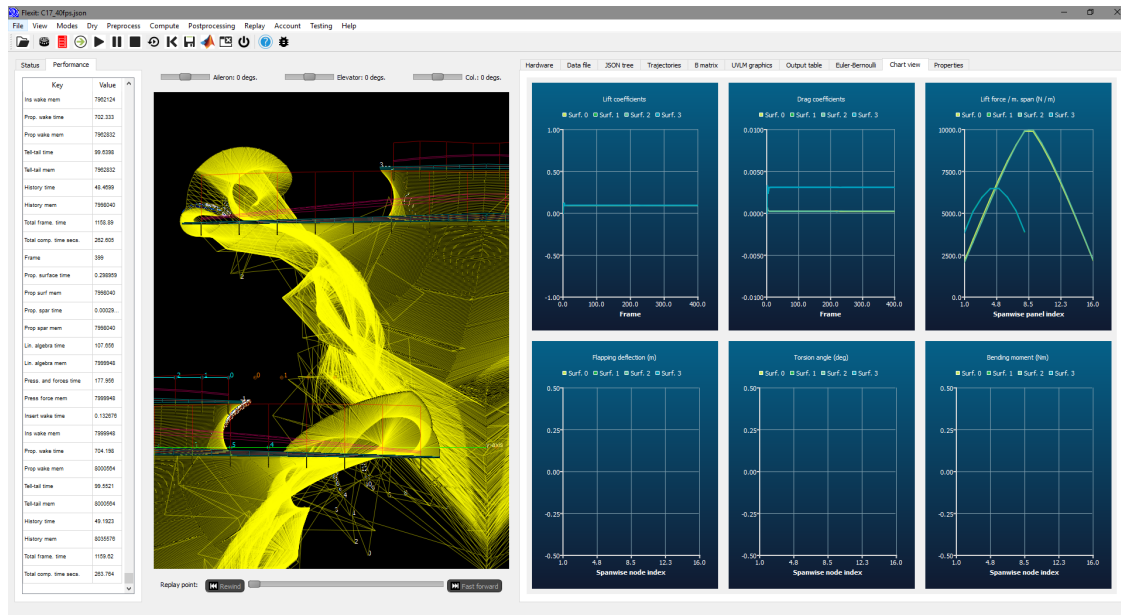 Flexit: C17_40fps.json
File View Modes Dry Preprocess Compute Postprocessing Replay Account Testing Help
Status Performance
Key Value
Ins wake mem 7962124
Prop. wake time 702.333
Prop wake mem 7962832
Tell-tail time 99.6398
Tell-tail mem 7962832
History time 48.4699
History mem 7998040
Total frame. time 1158.89
Total comp. time secs. 262.605
Frame 399
Prop. surface time 0.298959
Prop surf mem 7998040
Prop. spar time 0.00029...
Prop spar mem 7998040
Lin. algebra time 107.656
Lin. algebra mem 7999948
Press. and forces time 177.956
Press force mem 7999948
Insert wake time 0.132676
Ins wake mem 7999948
Prop. wake time 704.198
Prop wake mem 8000564
Tell-tail time 99.5521
Tell-tail mem 8000564
History time 49.1923
History mem 8035576
Total frame. time 1159.62
Total comp. time secs. 263.764
Aileron: 0 degs. Elevator: 0 degs. Col.: 0 degs.
3
2
2 1 0 0 1
5 4
y-axis
Replay point: Rewind Fast forward
Hardware Data file JSON tree Trajectories B matrix UVLM graphics Output table Euler-Bernoulli Chart view Properties
Lift coefficients
Surf. 0 Surf. 1 Surf. 2 Surf. 3
1.00
0.50
0.00
-0.50
-1.00
0.0 100.0 200.0 300.0 400.0
Frame
Drag coefficients
Surf. 0 Surf. 1 Surf. 2 Surf. 3
0.0100
0.0050
0.0000
-0.0050
-0.0100
0.0 100.0 200.0 300.0 400.0
Frame
Lift force / m. span (N / m)
Surf. 0 Surf. 1 Surf. 2 Surf. 3
10000.0
7500.0
5000.0
2500.0
0.0
1.0 4.8 8.5 12.3 16.0
Spanwise panel index
Flapping deflection (m)
Surf. 0 Surf. 1 Surf. 2 Surf. 3
0.50
0.25
0.00
-0.25
-0.50
1.0 4.8 8.5 12.3 16.0
Spanwise node index
Torsion angle (deg)
Surf. 0 Surf. 1 Surf. 2 Surf. 3
0.50
0.25
0.00
-0.25
-0.50
1.0 4.8 8.5 12.3 16.0
Spanwise node index
Bending moment (Nm)
Surf. 0 Surf. 1 Surf. 2 Surf. 3
0.50
0.25
0.00
-0.25
-0.50
1.0 4.8 8.5 12.3 16.0
Spanwise node index